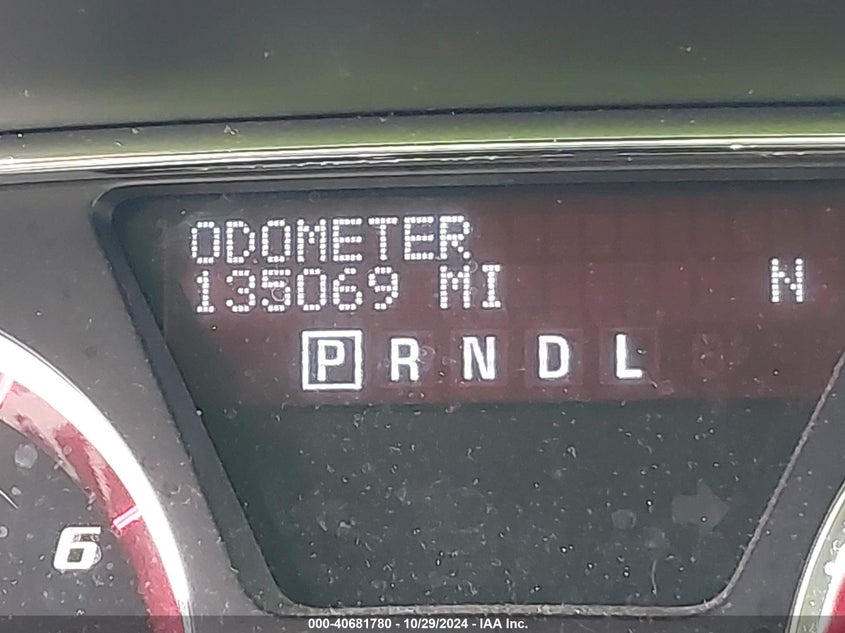 ODOMETER
135069 MI N
P R N D L
6
000-40681780 - 10/29/2024 - IAA Inc.